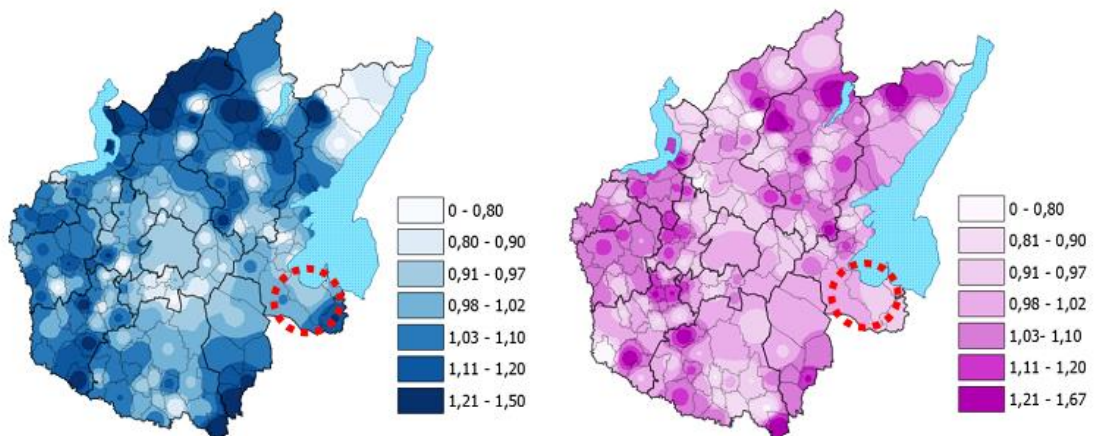 0 - 0,80
0,80 - 0,90
0,91 - 0,97
0,98 - 1,02
1,03 - 1,10
1,11 - 1,20
1,21 - 1,50
0 - 0,80
0,81 - 0,90
0,91 - 0,97
0,98 - 1,02
1,03- 1,10
1,11 - 1,20
1,21 - 1,67